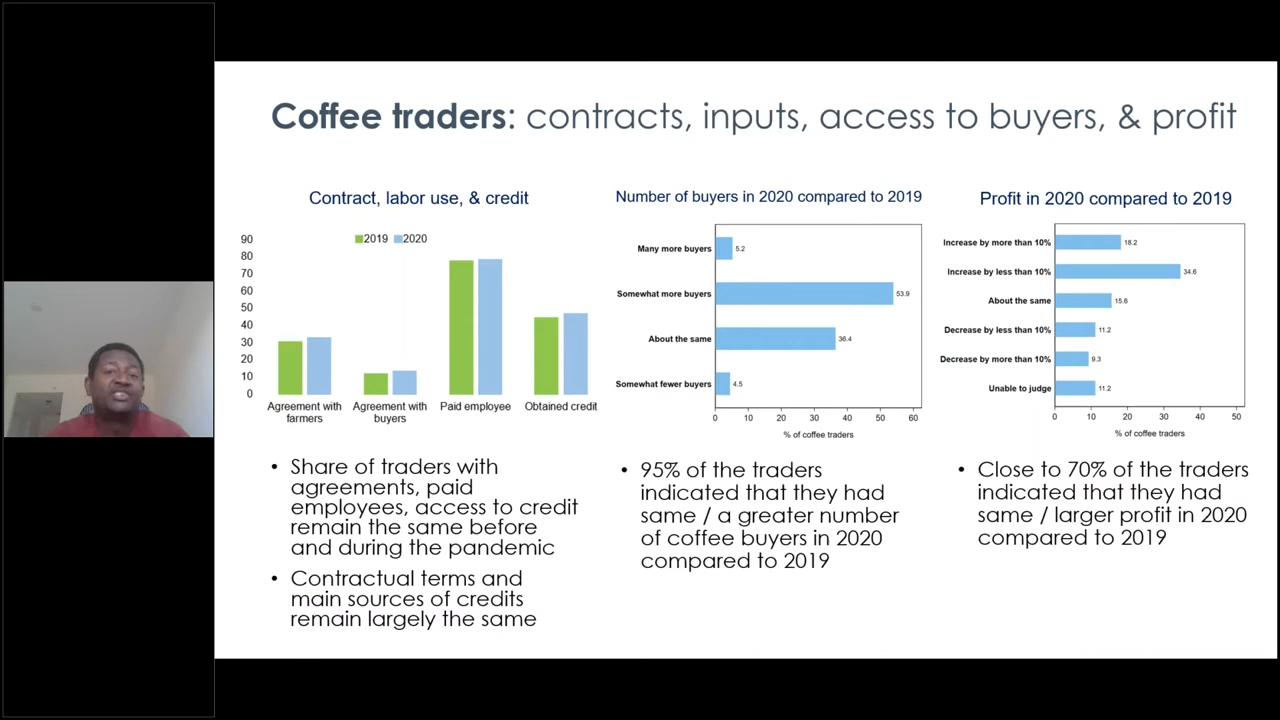 Coffee traders: contracts, inputs, access to buyers, & profit
Contract, labor use, & credit
2019 2020
90
80
70
60
50
40
30
20
10
0
Agreement with farmers
Agreement with buyers
Paid employee
Obtained credit
Share of traders with
agreements, paid
employees, access to credit
remain the same before
and during the pandemic
Contractual terms and
main sources of credits
remain largely the same
Number of buyers in 2020 compared to 2019
Many more buyers 5.2
Somewhat more buyers 53.9
About the same 36.4
Somewhat fewer buyers 4.5
0 10 20 30 40 50 60
% of coffee traders
95% of the traders
indicated that they had
same / a greater number
of coffee buyers in 2020
compared to 2019
Profit in 2020 compared to 2019
Increase by more than 10% 18.2
Increase by less than 10% 34.6
About the same 15.6
Decrease by less than 10% 11.2
Decrease by more than 10% 9.3
Unable to judge 11.2
0 10 20 30 40 50
% of coffee traders
Close to 70% of the traders
indicated that they had
same / larger profit in 2020
compared to 2019